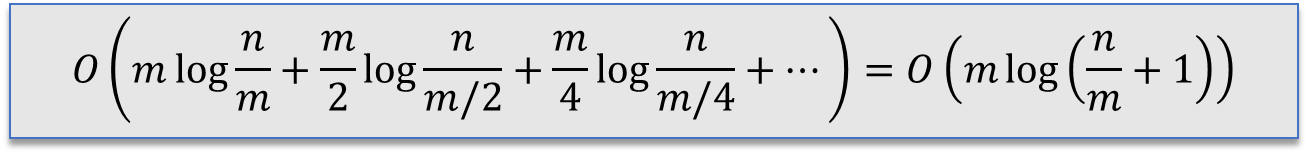 O(m log n/m + m/2 log n/(m/2) + m/4 log n/(m/4) + ⋯) = O(m log(n/m + 1))